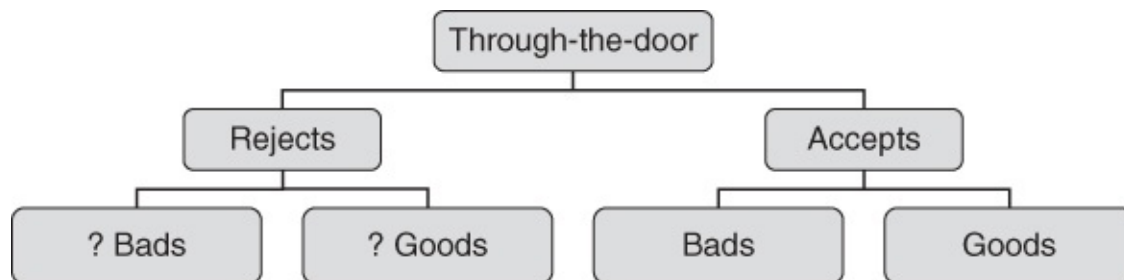 Through-the-door
Rejects
Accepts
? Bads
? Goods
Bads
Goods